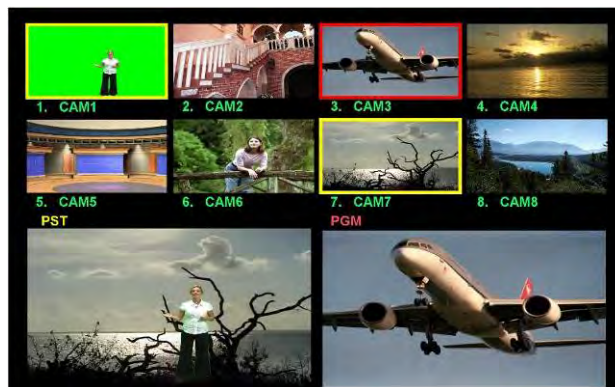 1. CAM1
2. CAM2
3. CAM3
4. CAM4
5. CAM5
6. CAM6
7. CAM7
8. CAM8
PST
PGM